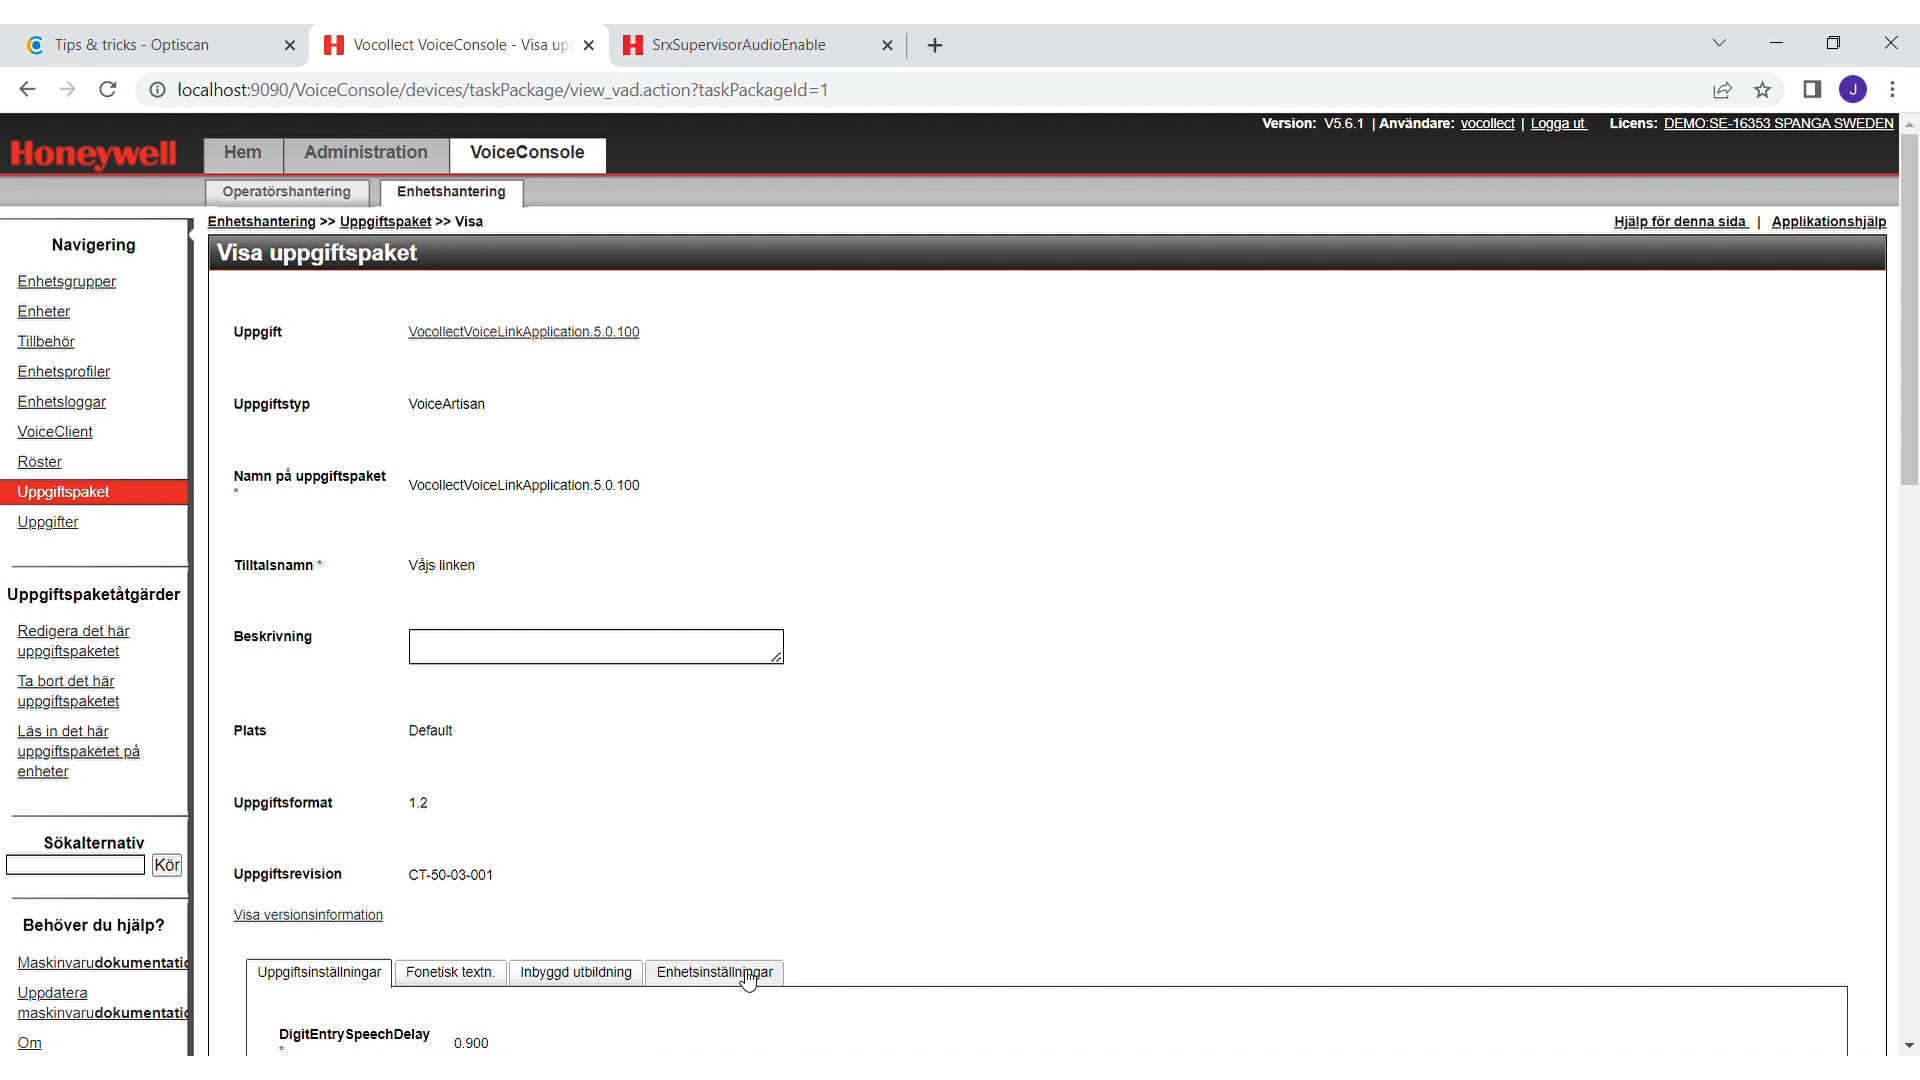 Tips & tricks - Optiscan
Vocollect VoiceConsole - Visa up
SrxSupervisorAudioEnable
localhost:9090/VoiceConsole/devices/taskPackage/view_vad.action?taskPackageId=1
J
Version: V5.6.1 | Användare: vocollect | Logga ut Licens: DEMO:SE-16353 SPANGA SWEDEN
Honeywell
Hem
Administration
VoiceConsole
Operatörshantering
Enhetshantering
Enhetshantering >> Uppgiftspaket >> Visa
Hjälp för denna sida | Applikationshjälp
Navigering
Enhetsgrupper
Enheter
Tillbehör
Enhetsprofiler
Enhetsloggar
VoiceClient
Röster
Uppgiftspaket
Uppgifter
Uppgiftspaketåtgärder
Redigera det här
uppgiftspaketet
Ta bort det här
uppgiftspaketet
Läs in det här
uppgiftspaketet på
enheter
Sökalternativ
Kör
Behöver du hjälp?
Maskinvarudokumentatio
Uppdatera
maskinvarudokumentatio
Om
Visa uppgiftspaket
Uppgift VocollectVoiceLinkApplication.5.0.100
Uppgiftstyp VoiceArtisan
Namn på uppgiftspaket * VocollectVoiceLinkApplication.5.0.100
Tilltalsnamn * Våjs linken
Beskrivning
Plats Default
Uppgiftsformat 1.2
Uppgiftsrevision CT-50-03-001
Visa versionsinformation
Uppgiftsinställningar
Fonetisk textn.
Inbyggd utbildning
Enhetsinställningar
DigitEntrySpeechDelay * 0.900